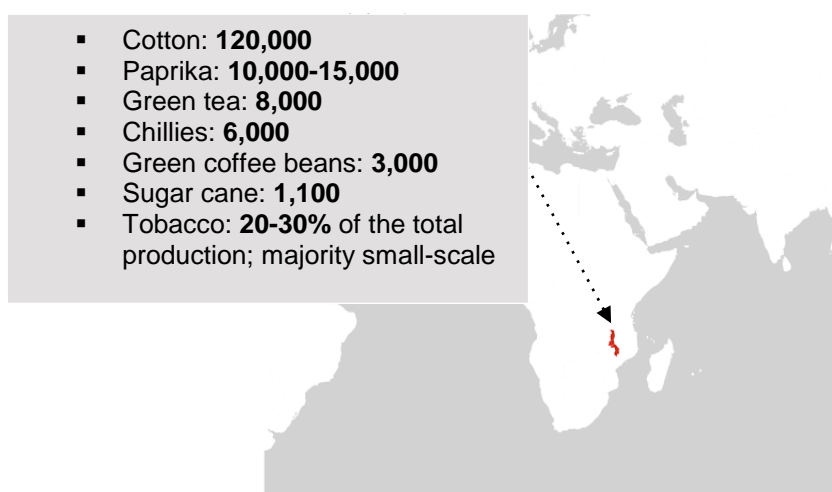 ▪ Cotton: 120,000
▪ Paprika: 10,000-15,000
▪ Green tea: 8,000
▪ Chillies: 6,000
▪ Green coffee beans: 3,000
▪ Sugar cane: 1,100
▪ Tobacco: 20-30% of the total
production; majority small-scale